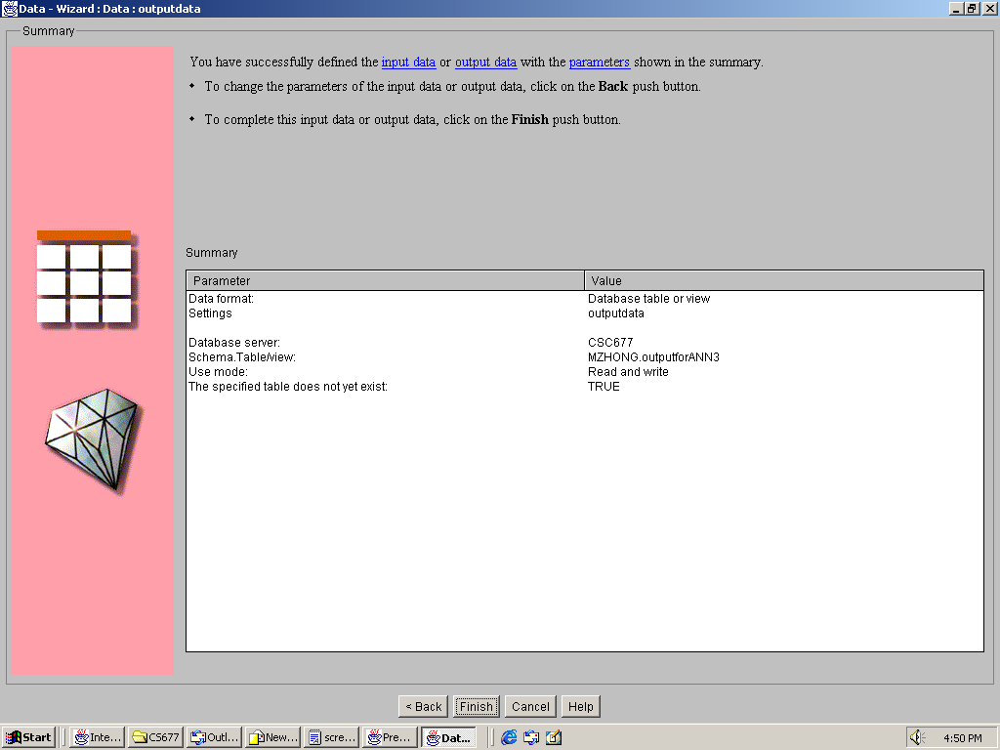 Data - Wizard : Data : outputdata
Summary
You have successfully defined the input data or output data with the parameters shown in the summary.
To change the parameters of the input data or output data, click on the Back push button.
To complete this input data or output data, click on the Finish push button.
Summary
Parameter Value
Data format: Database table or view
Settings outputdata
Database server: CSC677
Schema.Table/view: MZHONG.outputforANN3
Use mode: Read and write
The specified table does not yet exist: TRUE
< Back Finish Cancel Help
Start Inte... CS677 Outl... New... scre... Pre... Dat... 4:50 PM